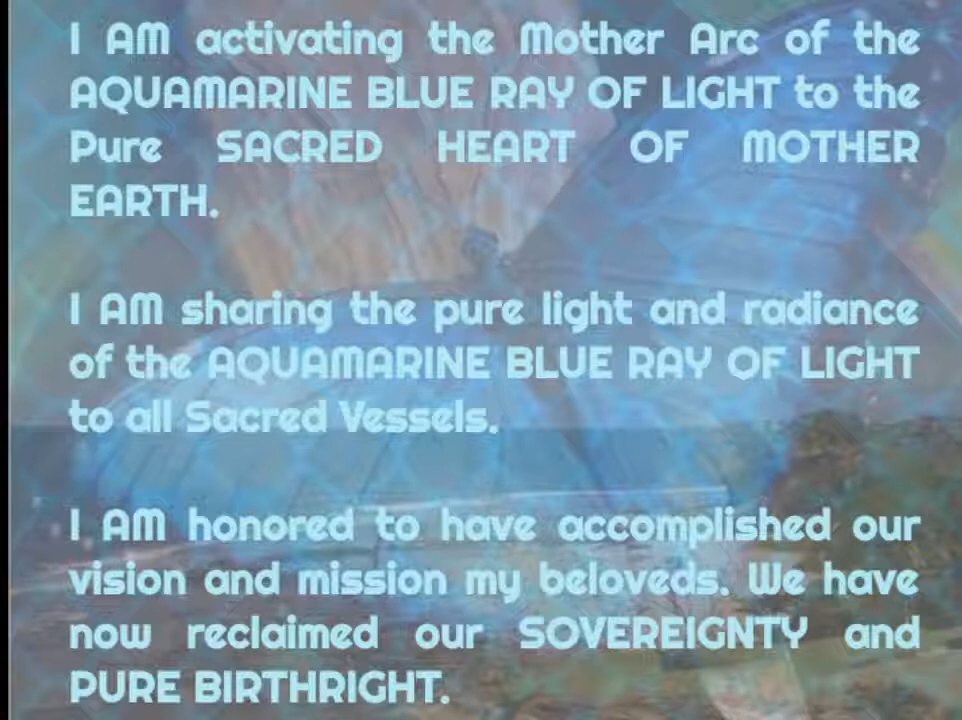 I AM activating the Mother Arc of the
AQUAMARINE BLUE RAY OF LIGHT to the
Pure SACRED HEART OF MOTHER
EARTH.
I AM sharing the pure light and radiance
of the AQUAMARINE BLUE RAY OF LIGHT
to all Sacred Vessels.
I AM honored to have accomplished our
vision and mission my beloveds. We have
now reclaimed our SOVEREIGNTY and
PURE BIRTHRIGHT.